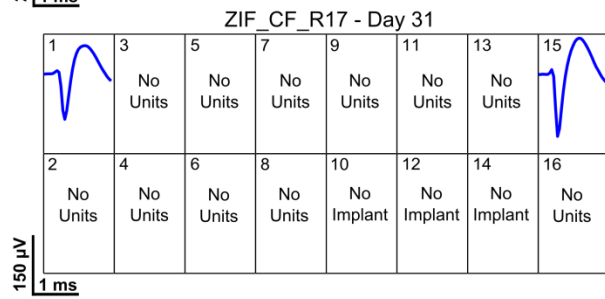 1 ms
ZIF_CF_R17 - Day 31
1 3 5 7 9 11 13 15
No No No No No No
Units Units Units Units Units Units
2 4 6 8 10 12 14 16
No No No No No No No No
Units Units Units Units Implant Implant Implant Units
150 µV
1 ms